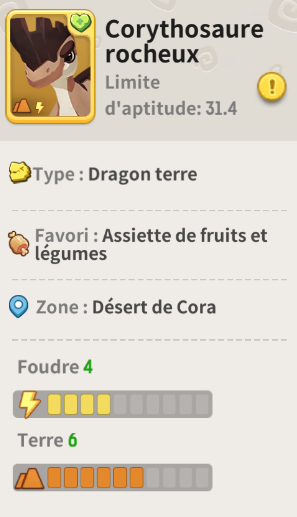 Corythosaure
rocheux
Limite
d'aptitude: 31.4
Type : Dragon terre
Favori : Assiette de fruits et
légumes
Zone : Désert de Cora
Foudre 4
Terre 6